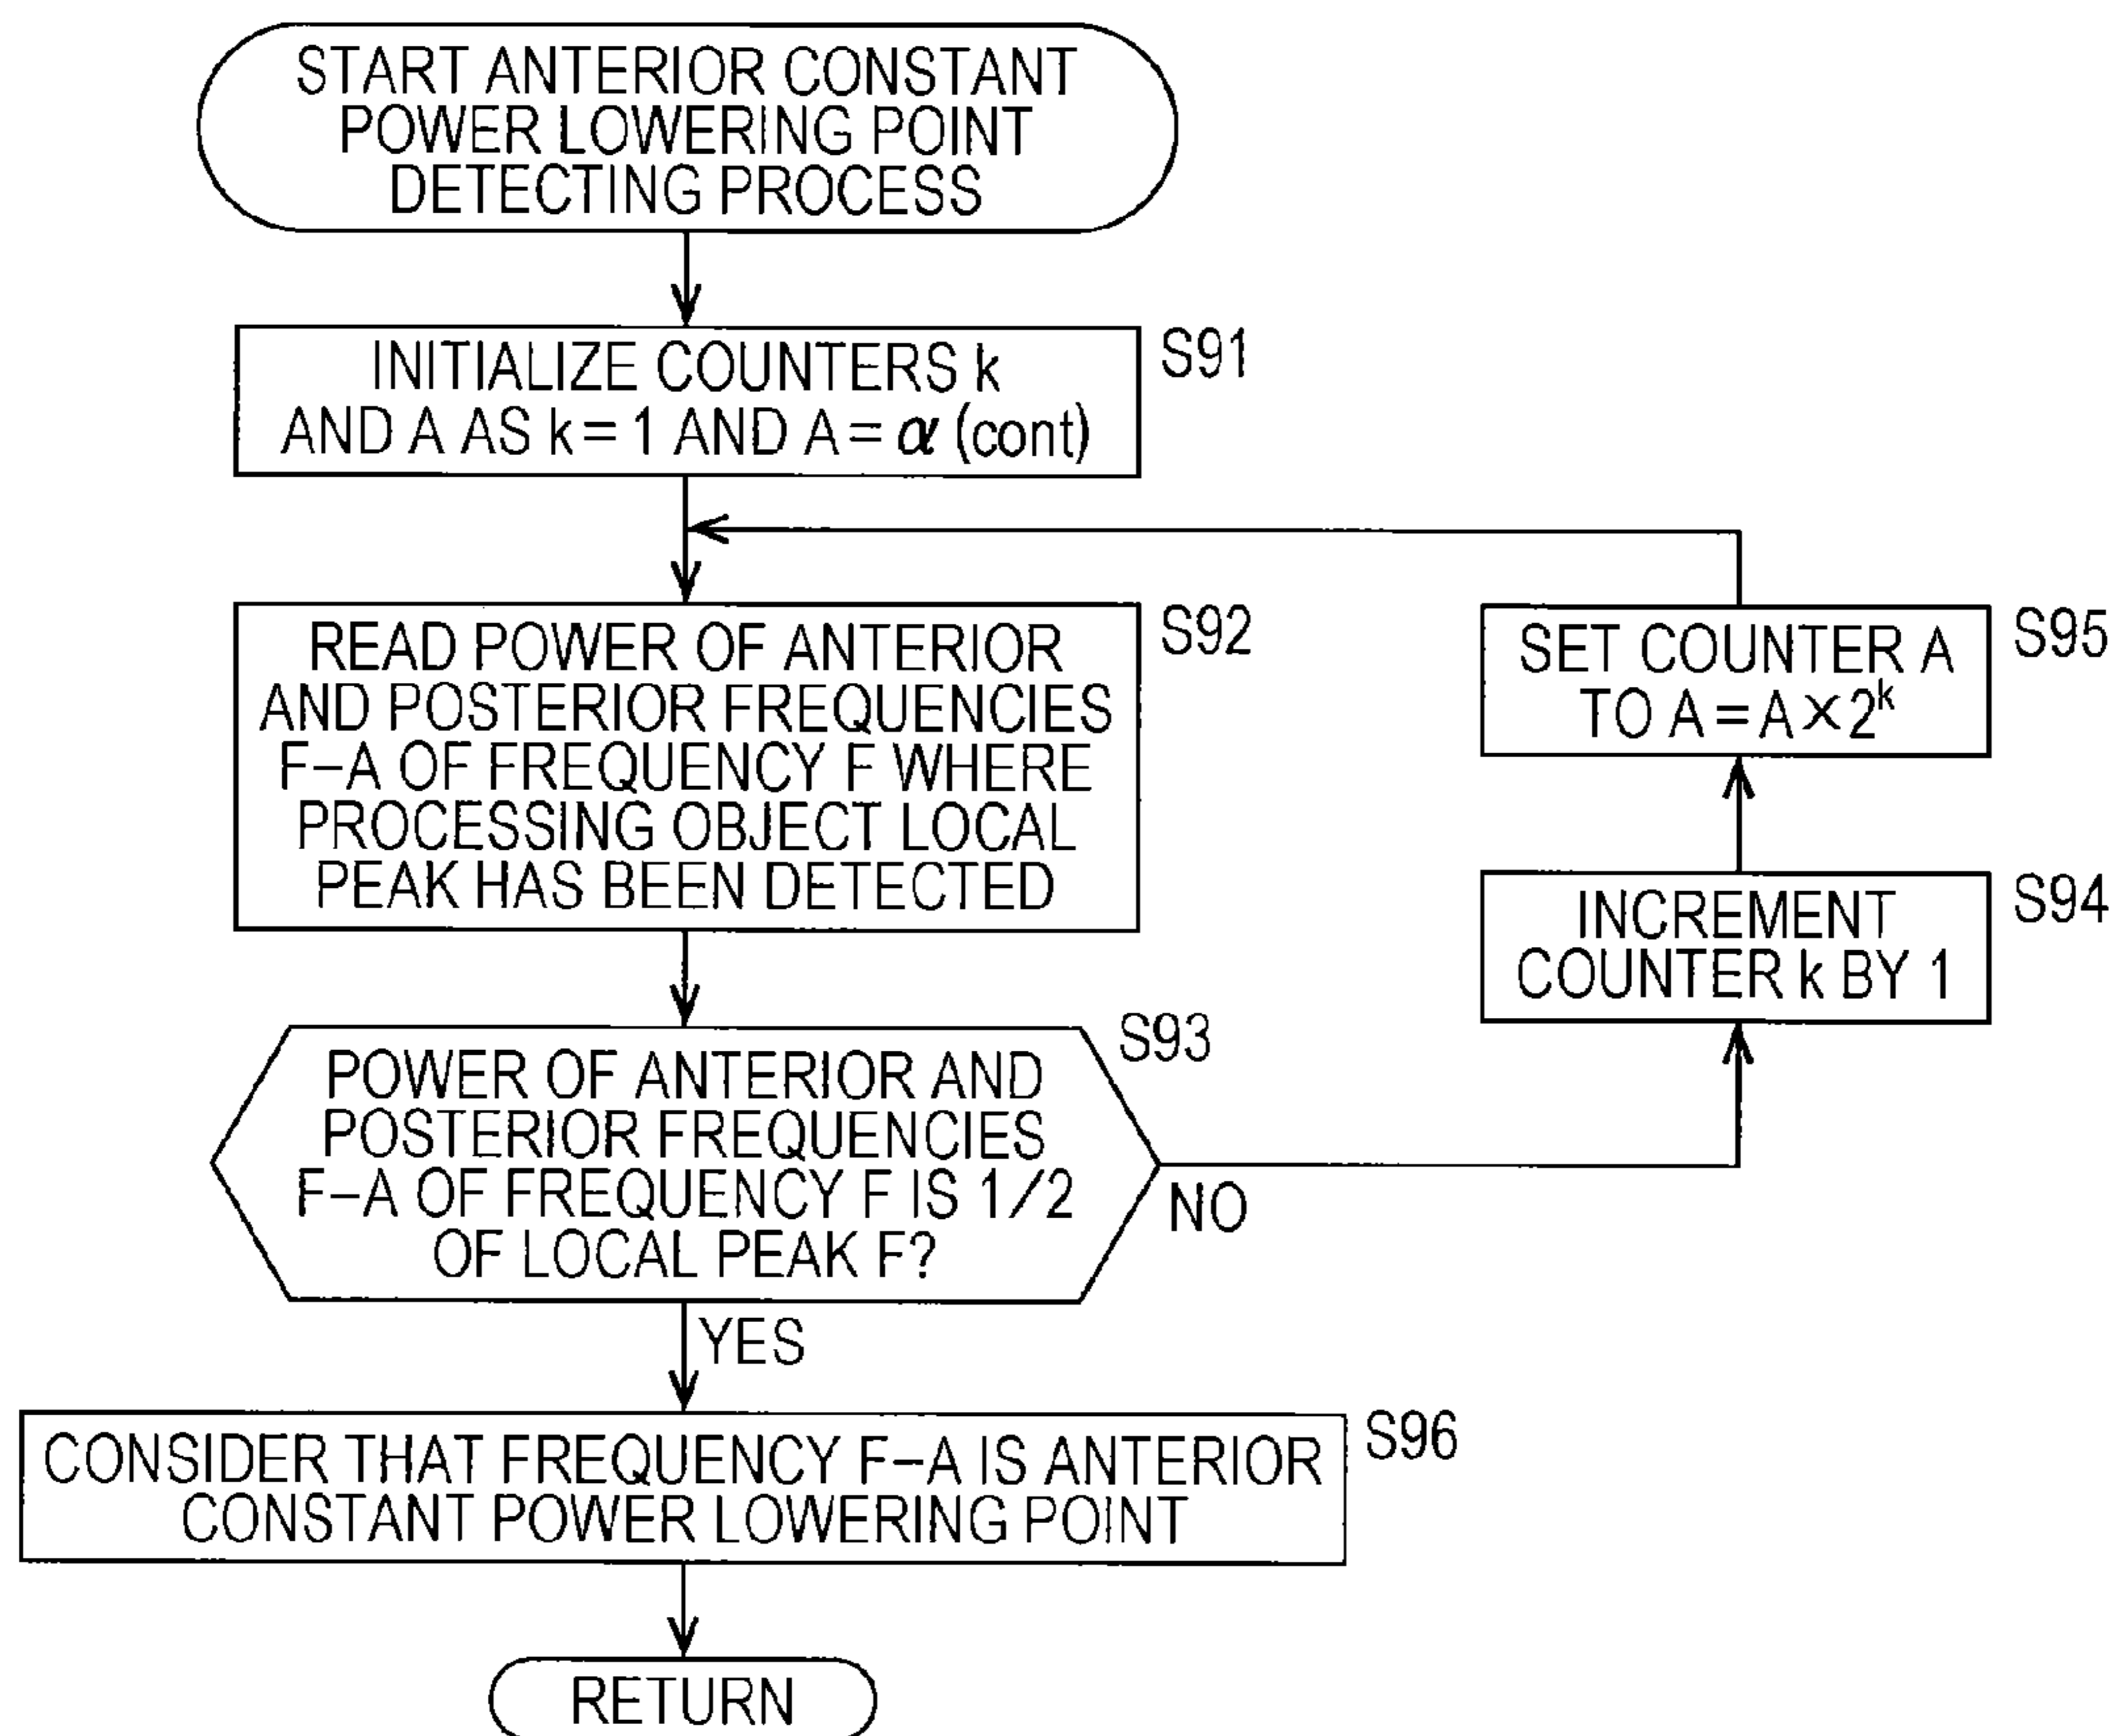 START ANTERIOR CONSTANT
POWER LOWERING POINT
DETECTING PROCESS
INITIALIZE COUNTERS k
AND A AS k=1 AND A=α (cont)
S91
READ POWER OF ANTERIOR
AND POSTERIOR FREQUENCIES
F–A OF FREQUENCY F WHERE
PROCESSING OBJECT LOCAL
PEAK HAS BEEN DETECTED
S92
POWER OF ANTERIOR AND
POSTERIOR FREQUENCIES
F–A OF FREQUENCY F IS 1/2
OF LOCAL PEAK F?
S93
NO
INCREMENT
COUNTER k BY 1
S94
SET COUNTER A
TO A=A×2ᵏ
S95
YES
CONSIDER THAT FREQUENCY F–A IS ANTERIOR
CONSTANT POWER LOWERING POINT
S96
RETURN